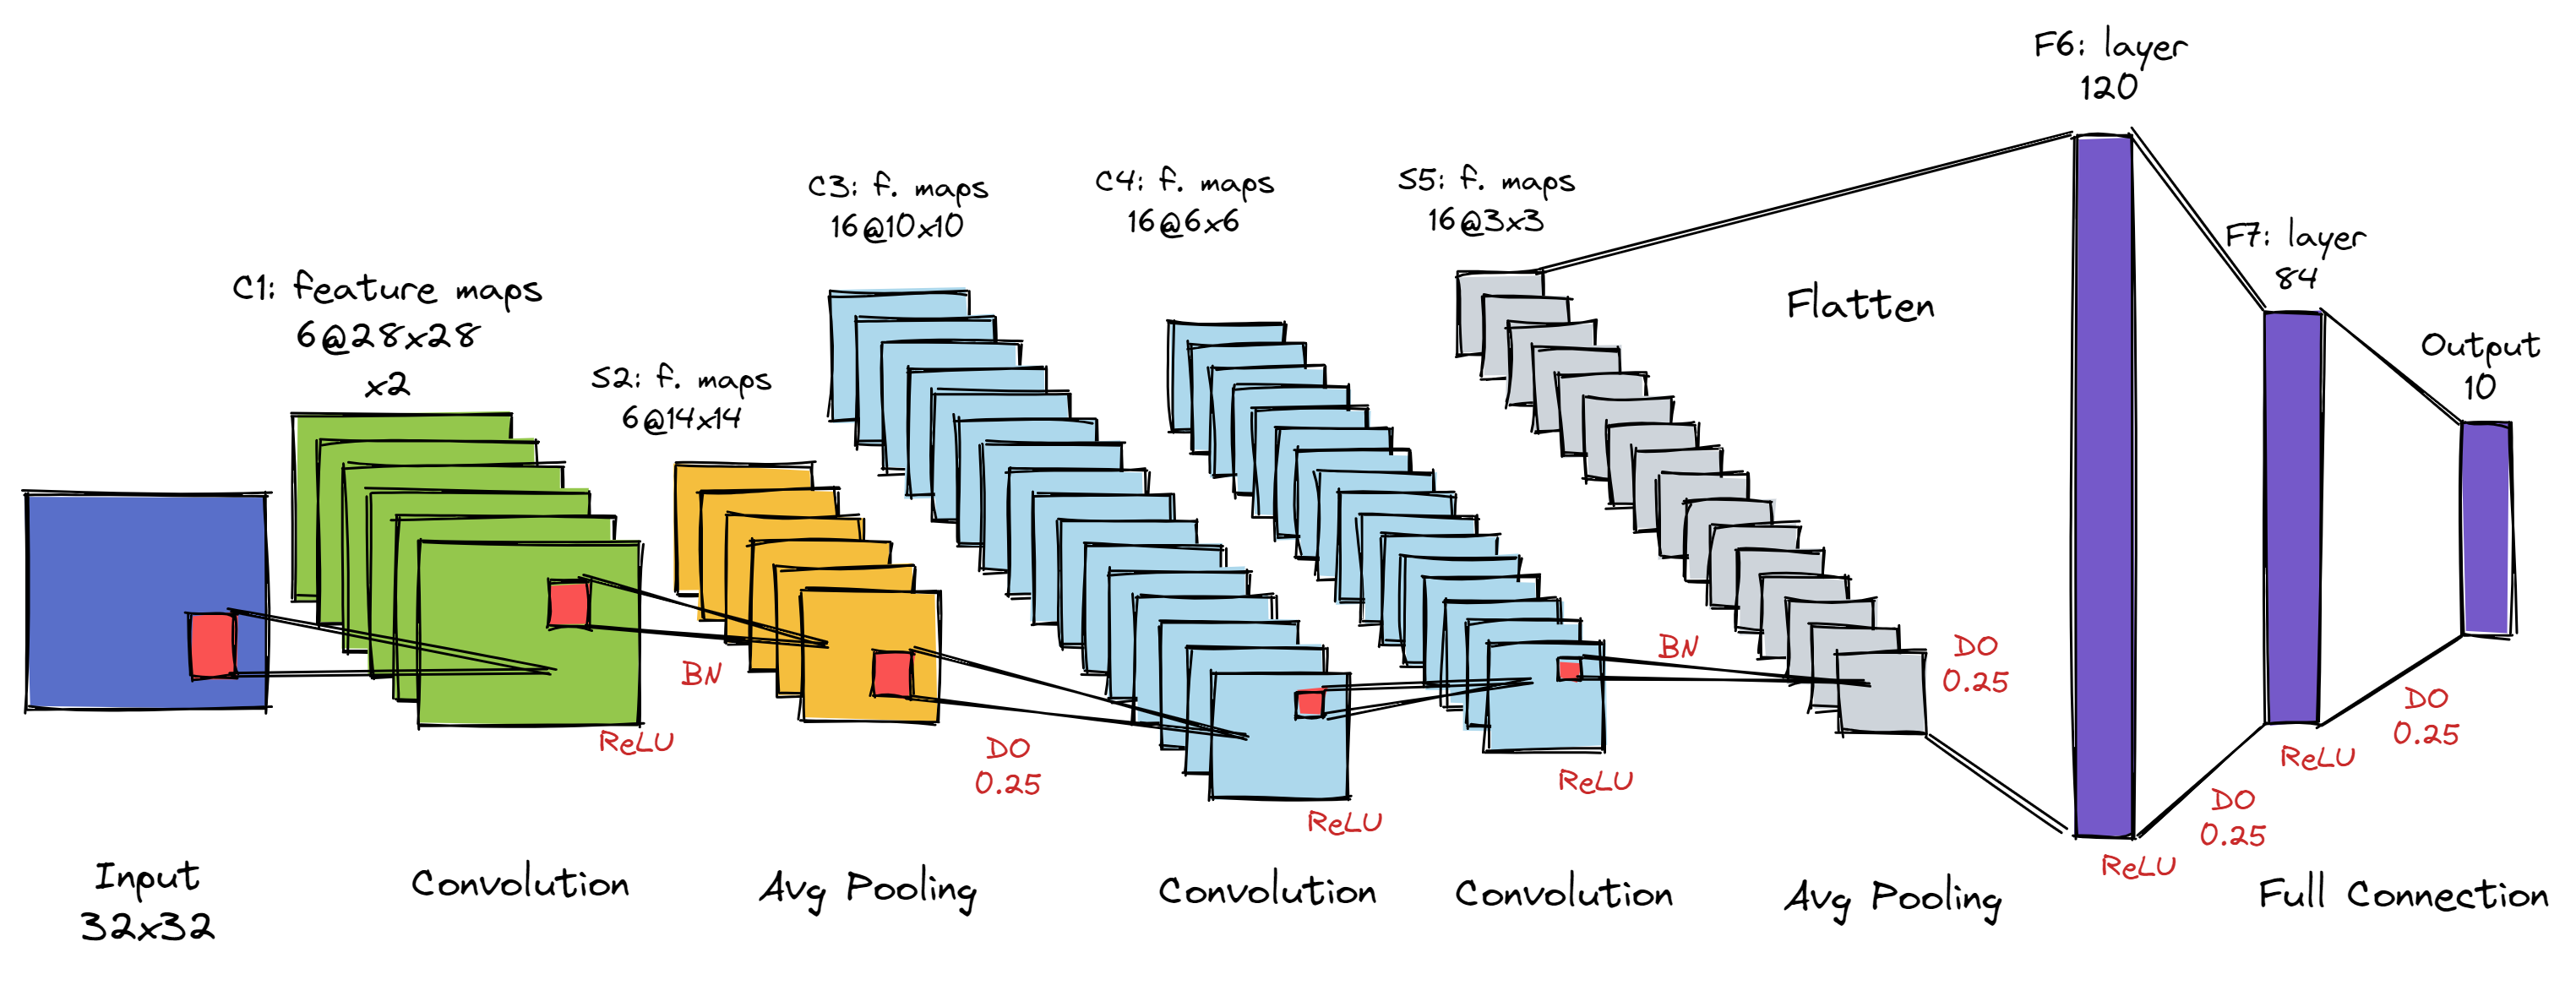 F6: layer
120
C3: f. maps
16@10x10
C4: f. maps
16@6x6
S5: f. maps
16@3x3
F7: layer
84
C1: feature maps
6@28x28
x2
Flatten
Output
10
S2: f. maps
6@14x14
BN
BN
DO
0.25
ReLU
DO
0.25
ReLU
DO
0.25
ReLU
DO
0.25
ReLU
ReLU
Input
32x32
Convolution
Avg Pooling
Convolution
Convolution
Avg Pooling
Full Connection